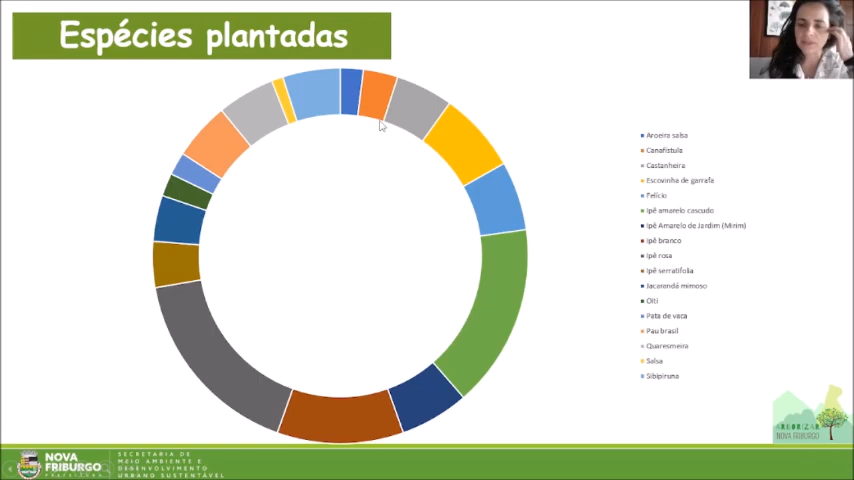 Espécies plantadas
Aroeira salsa
Canafístula
Castanheira
Escovinha de garrafa
Felício
Ipê amarelo cascudo
Ipê Amarelo de Jardim (Mirim)
Ipê branco
Ipê rosa
Ipê serratifolia
Jacarandá mimoso
Oiti
Pata de vaca
Pau brasil
Quaresmeira
Salsa
Sibipiruna
ARBORIZAR
NOVA FRIBURGO
NOVA
FRIBURGO
PREFEITURA
SECRETARIA DE
MEIO AMBIENTE E
DESENVOLVIMENTO
URBANO SUSTENTÁVEL